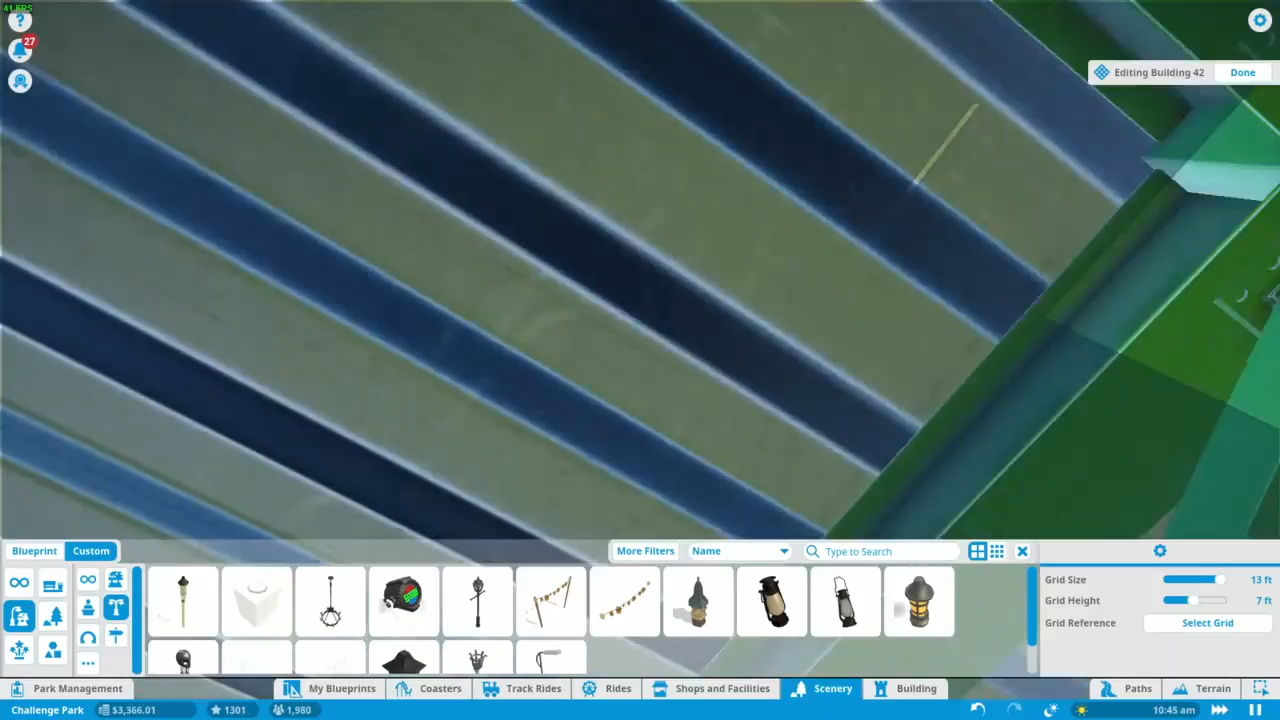 41 FPS
?
27
Editing Building 42 Done
Blueprint Custom More Filters Name Type to Search
Grid Size 13 ft
Grid Height 7 ft
Grid Reference Select Grid
Park Management My Blueprints Coasters Track Rides Rides Shops and Facilities Scenery Building Paths Terrain
Challenge Park $3,366.01 1301 1,980 10:45 am